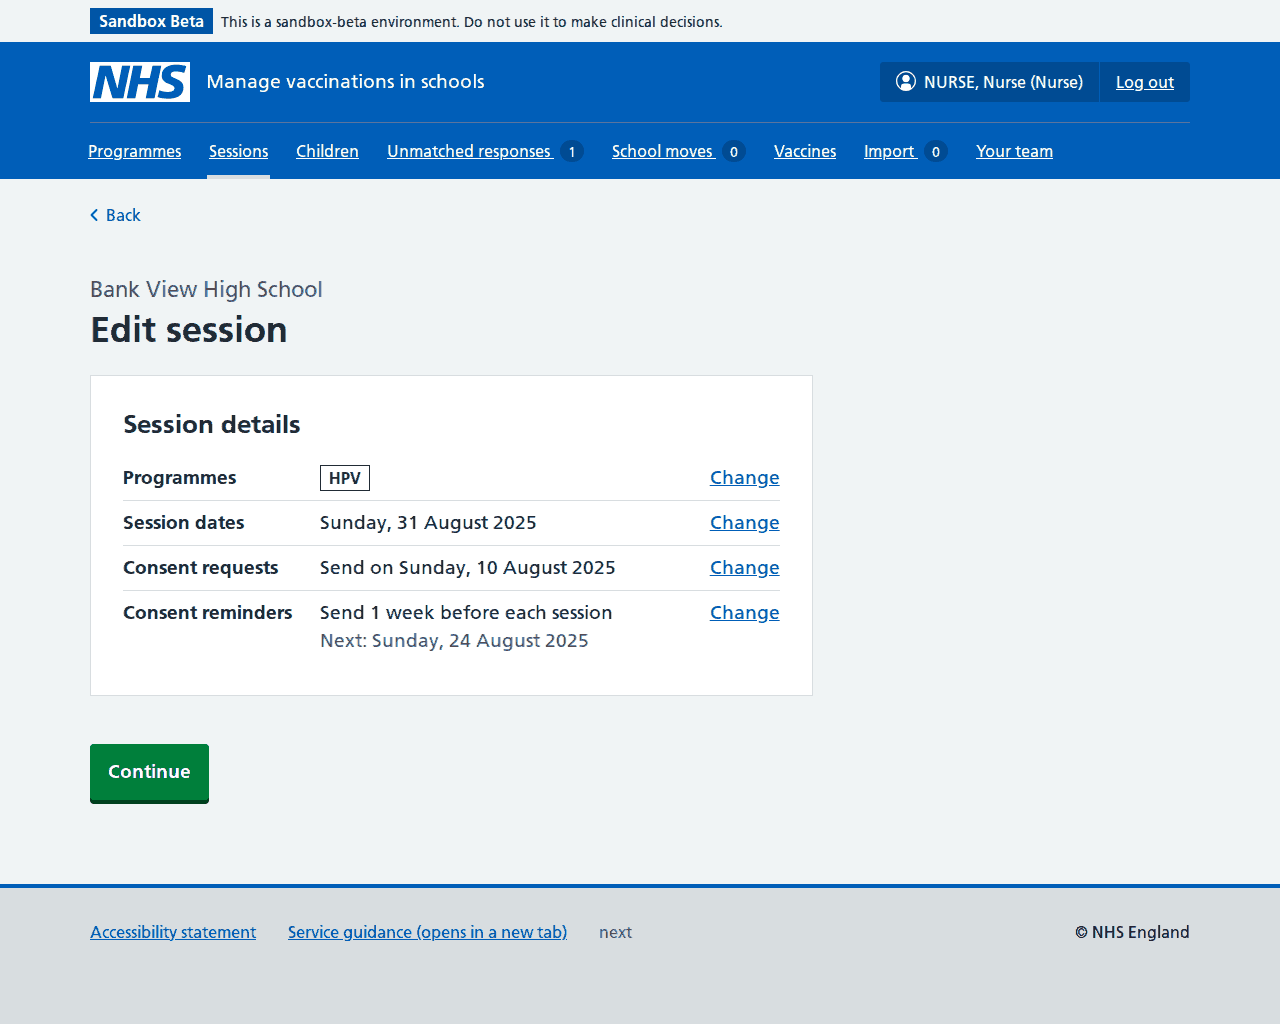 Sandbox Beta This is a sandbox-beta environment. Do not use it to make clinical decisions.
NHS Manage vaccinations in schools NURSE, Nurse (Nurse) Log out
Programmes Sessions Children Unmatched responses 1 School moves 0 Vaccines Import 0 Your team
Back
Bank View High School
Edit session
Session details
Programmes HPV Change
Session dates Sunday, 31 August 2025 Change
Consent requests Send on Sunday, 10 August 2025 Change
Consent reminders Send 1 week before each session Change
Next: Sunday, 24 August 2025
Continue
Accessibility statement Service guidance (opens in a new tab) next © NHS England